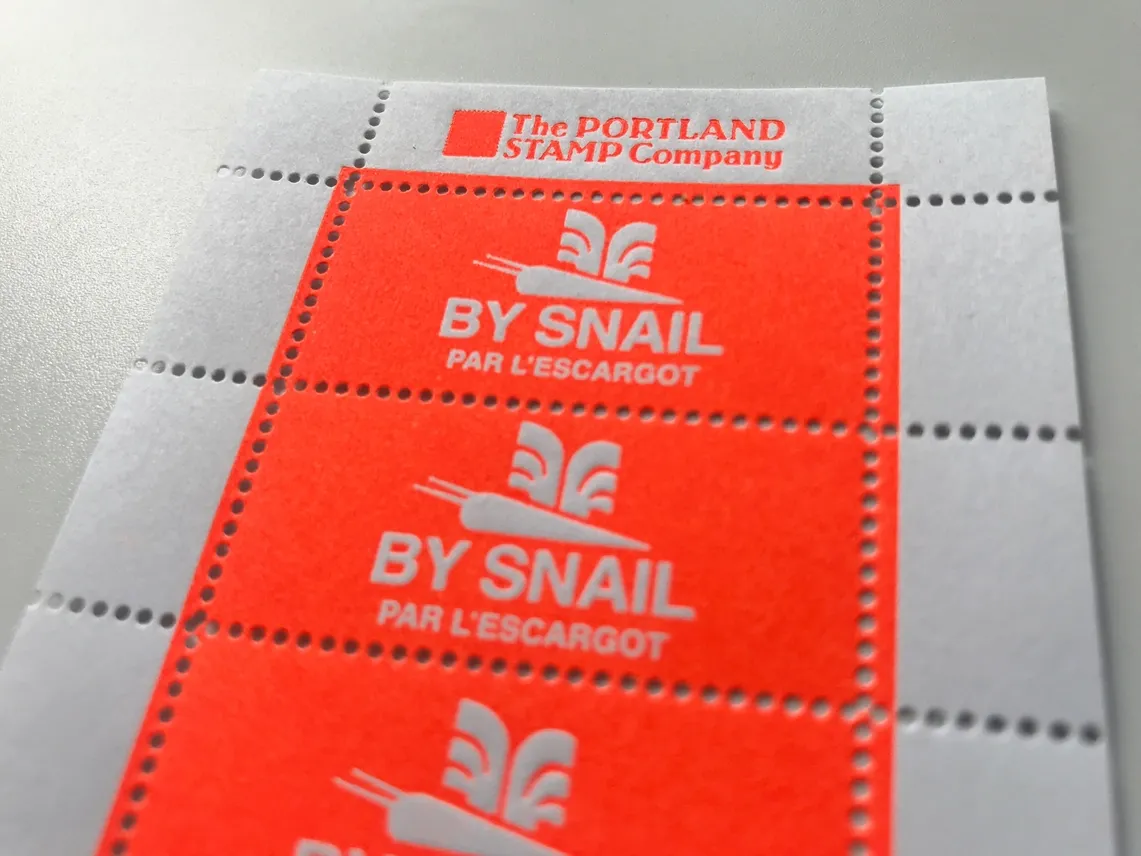 The PORTLAND
STAMP Company
BY SNAIL
PAR L'ESCARGOT
BY SNAIL
PAR L'ESCARGOT